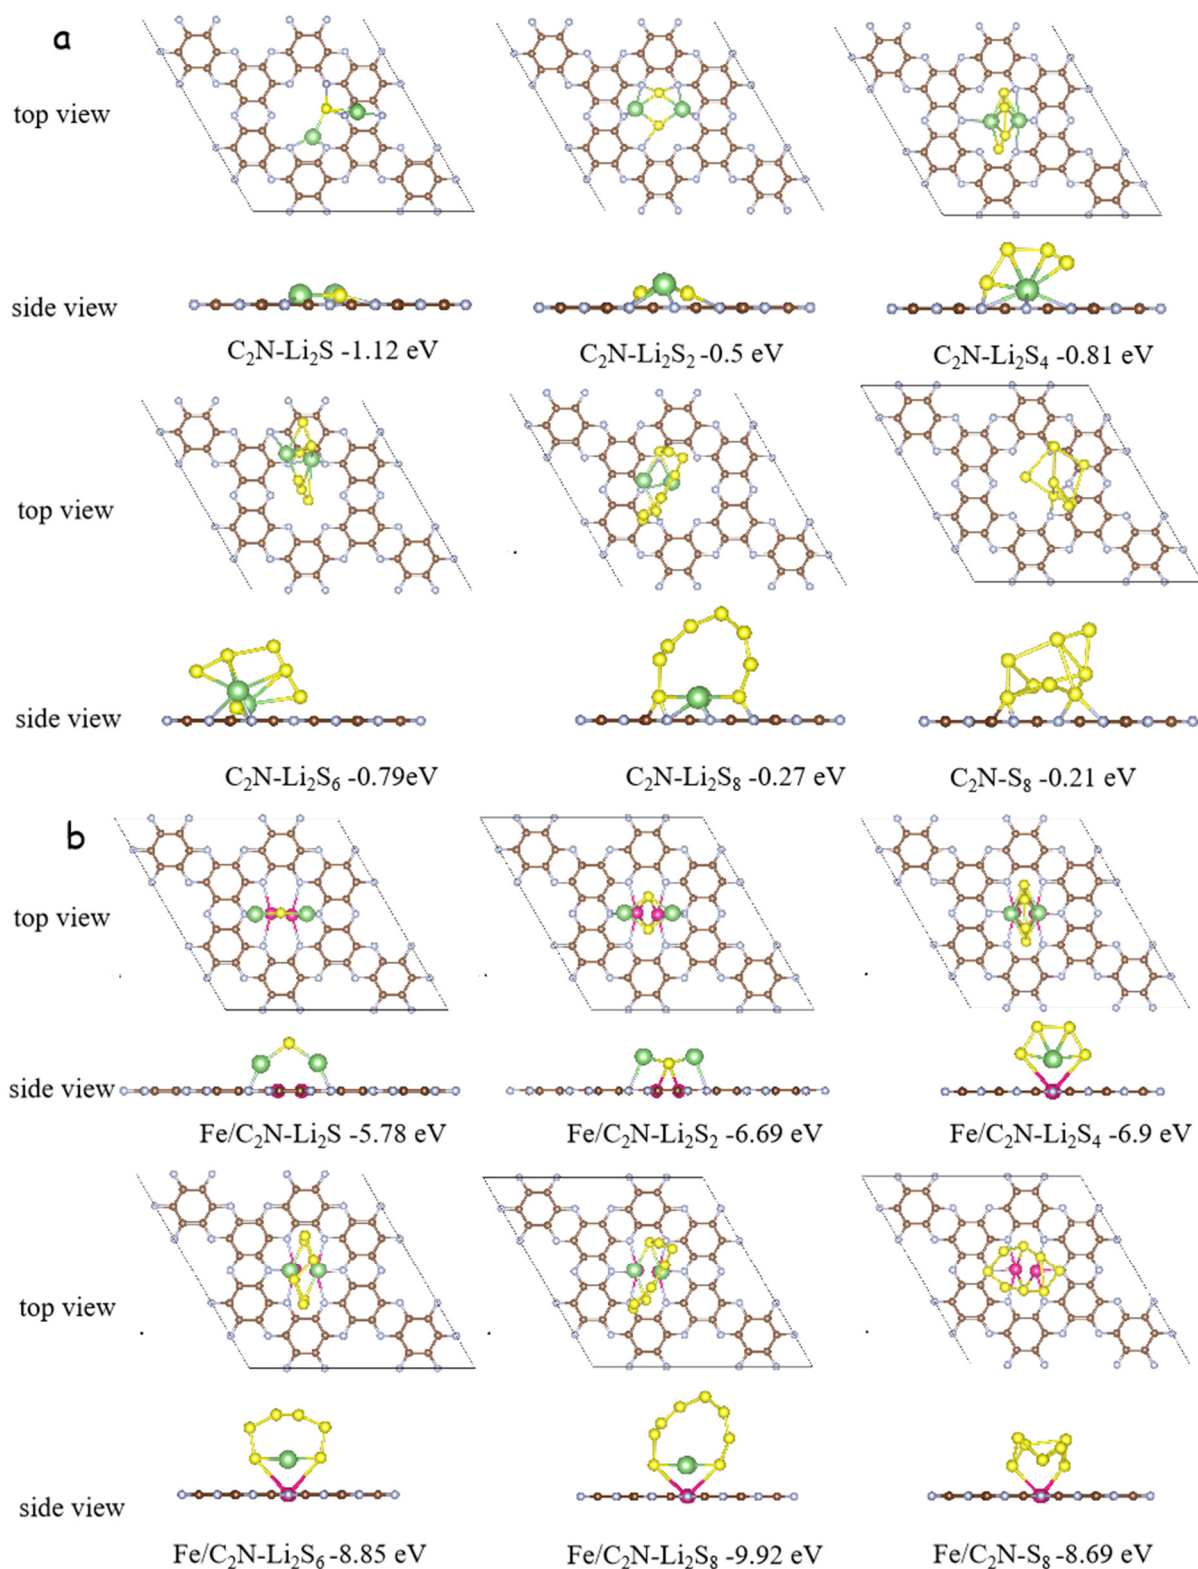 a
top view
side view
C₂N-Li₂S -1.12 eV
C₂N-Li₂S₂ -0.5 eV
C₂N-Li₂S₄ -0.81 eV
top view
side view
C₂N-Li₂S₆ -0.79eV
C₂N-Li₂S₈ -0.27 eV
C₂N-S₈ -0.21 eV
b
top view
side view
Fe/C₂N-Li₂S -5.78 eV
Fe/C₂N-Li₂S₂ -6.69 eV
Fe/C₂N-Li₂S₄ -6.9 eV
top view
side view
Fe/C₂N-Li₂S₆ -8.85 eV
Fe/C₂N-Li₂S₈ -9.92 eV
Fe/C₂N-S₈ -8.69 eV